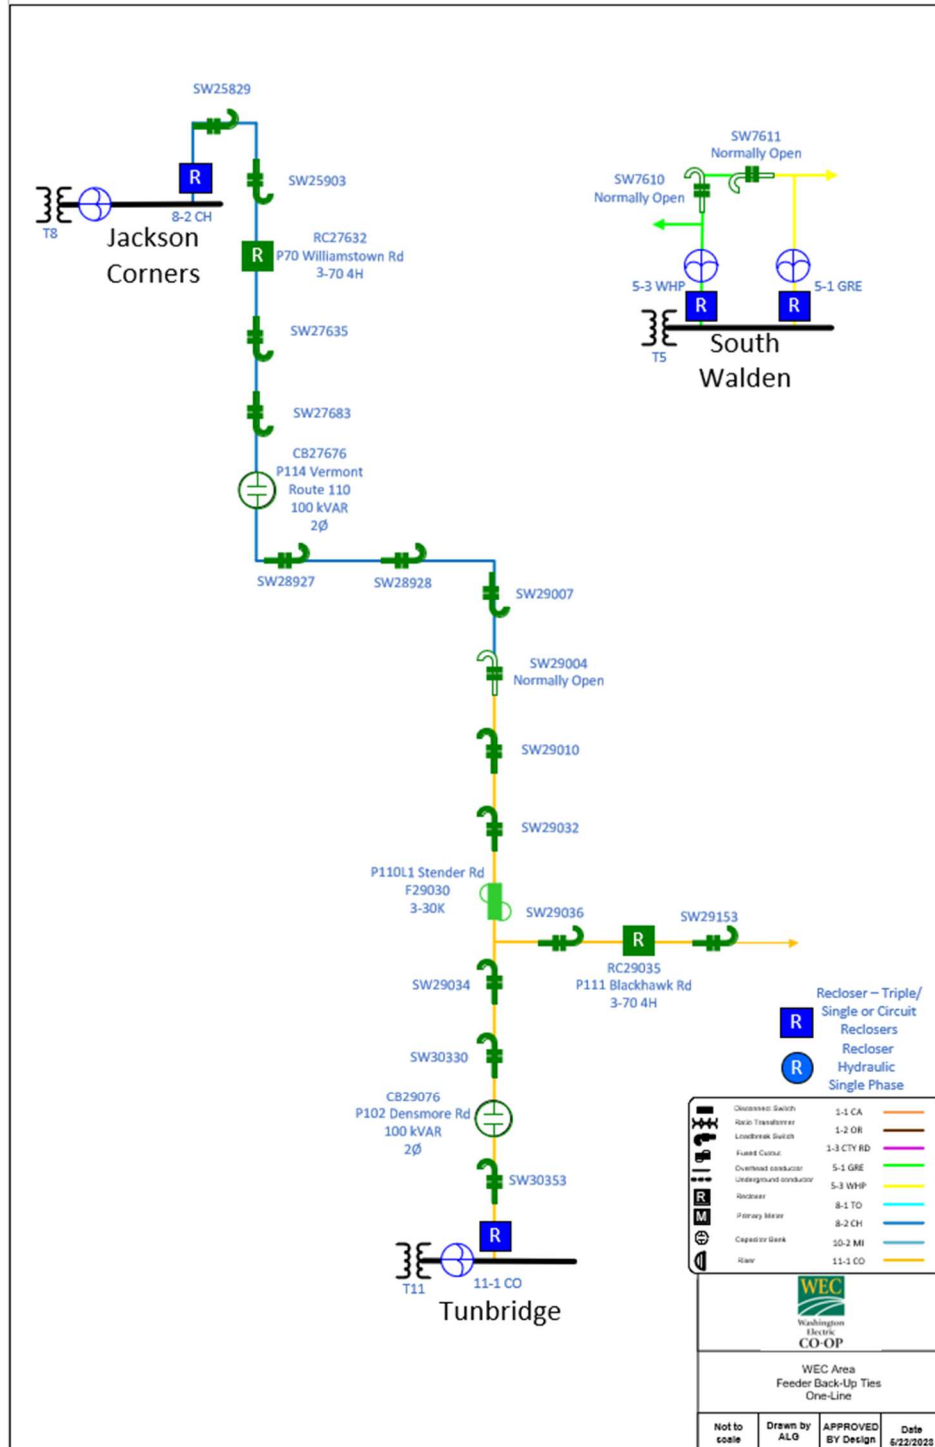 SW25829
R
8-2 CH
T8
Jackson
Corners
SW25903
R
RC27632
P70 Williamstown Rd
3-70 4H
SW27635
SW27683
CB27676
P114 Vermont
Route 110
100 kVAR
2Ø
SW28927
SW28928
SW29007
SW29004
Normally Open
SW29010
SW29032
P110L1 Stender Rd
F29030
3-30K
SW29036
R
SW29153
RC29035
P111 Blackhawk Rd
3-70 4H
SW29034
SW30330
CB29076
P102 Densmore Rd
100 kVAR
2Ø
SW30353
R
T11
11-1 CO
Tunbridge
SW7611
Normally Open
SW7610
Normally Open
5-3 WHP
R
R
5-1 GRE
T5
South
Walden
Recloser – Triple/
Single or Circuit
Reclosers
R
Recloser
Hydraulic
Single Phase
R
Disconnect Switch
Ratio Transformer
Loadbreak Switch
Fused Cutout
Overhead conductor
Underground conductor
R
Recloser
M
Primary Meter
Capacitor Bank
Riser
1-1 CA
1-2 OR
1-3 CTY RD
5-1 GRE
5-3 WHP
8-1 TO
8-2 CH
10-2 MI
11-1 CO
WEC
Washington
Electric
CO-OP
WEC Area
Feeder Back-Up Ties
One-Line
Not to
scale
Drawn by
ALG
APPROVED
BY Design
Date